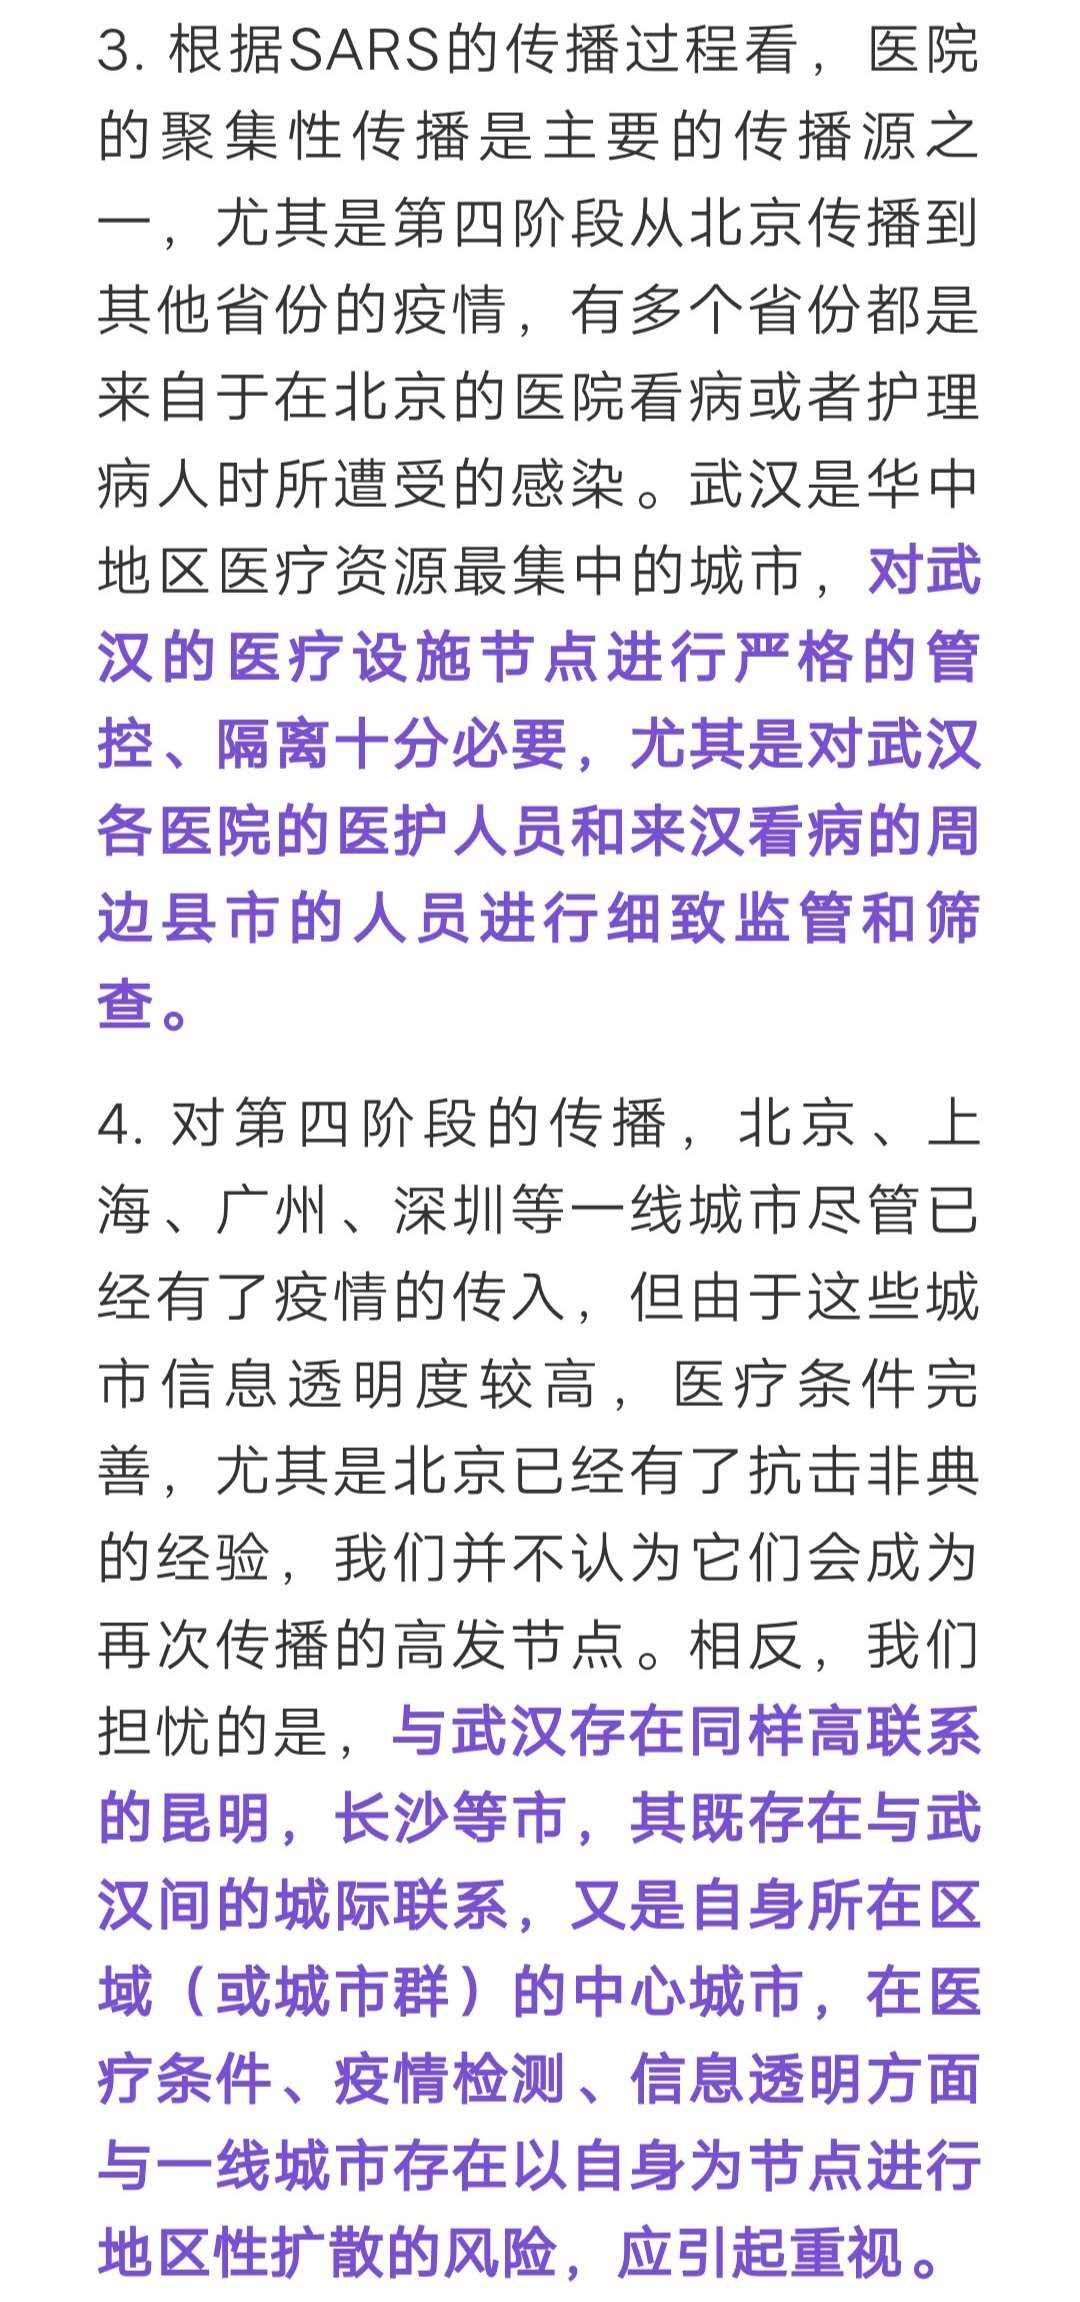 3. 根据SARS的传播过程看，医院
的聚集性传播是主要的传播源之
一，尤其是第四阶段从北京传播到
其他省份的疫情，有多个省份都是
来自于在北京的医院看病或者护理
病人时所遭受的感染。武汉是华中
地区医疗资源最集中的城市，对武
汉的医疗设施节点进行严格的管
控、隔离十分必要，尤其是对武汉
各医院的医护人员和来汉看病的周
边县市的人员进行细致监管和筛
查。
4. 对第四阶段的传播，北京、上
海、广州、深圳等一线城市尽管已
经有了疫情的传入，但由于这些城
市信息透明度较高，医疗条件完
善，尤其是北京已经有了抗击非典
的经验，我们并不认为它们会成为
再次传播的高发节点。相反，我们
担忧的是，与武汉存在同样高联系
的昆明，长沙等市，其既存在与武
汉间的城际联系，又是自身所在区
域（或城市群）的中心城市，在医
疗条件、疫情检测、信息透明方面
与一线城市存在以自身为节点进行
地区性扩散的风险，应引起重视。